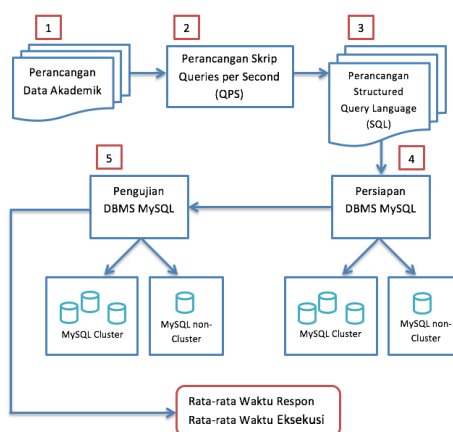 1
Perancangan
Data Akademik
2
Perancangan Skrip
Queries per Second
(QPS)
3
Perancangan
Structured
Query Language
(SQL)
4
Persiapan
DBMS MySQL
5
Pengujian
DBMS MySQL
MySQL Cluster
MySQL non-
Cluster
MySQL Cluster
MySQL non-
Cluster
Rata-rata Waktu Respon
Rata-rata Waktu Eksekusi